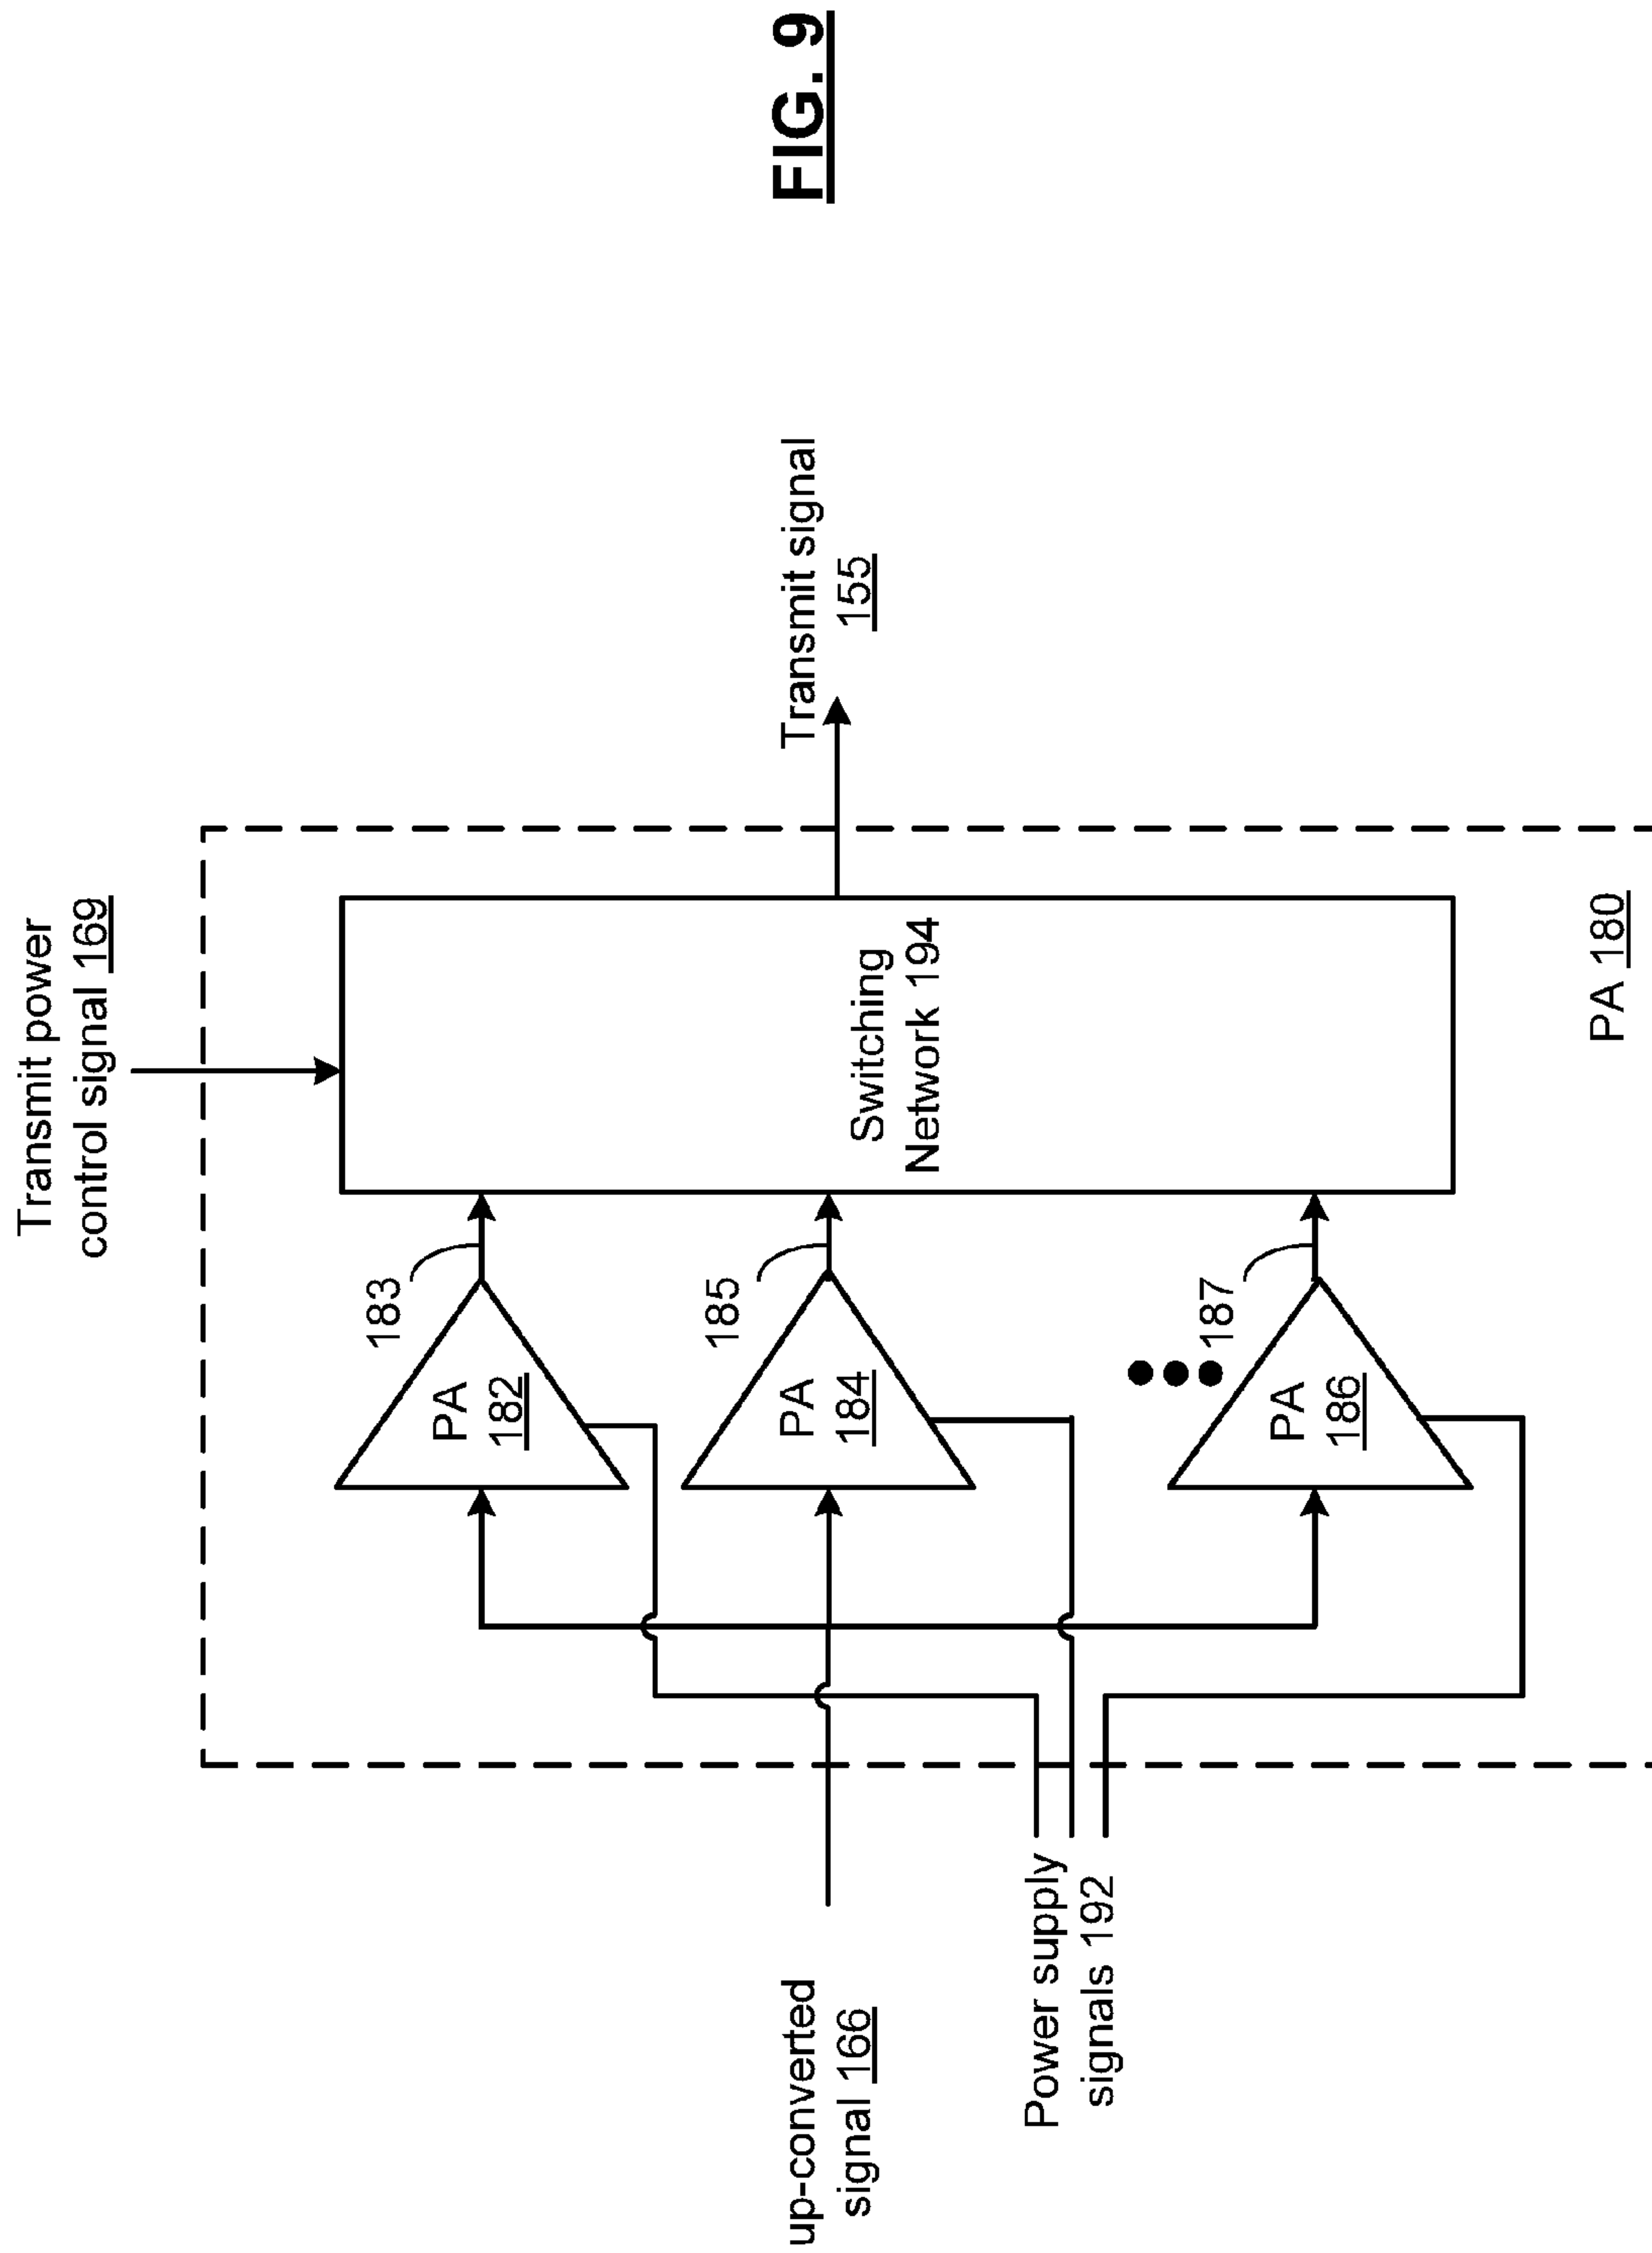 Transmit power
control signal 169
183
PA
182
185
PA
184
187
PA
186
Switching
Network 194
up-converted
signal 166
Transmit signal
155
Power supply
signals 192
PA 180
FIG. 9